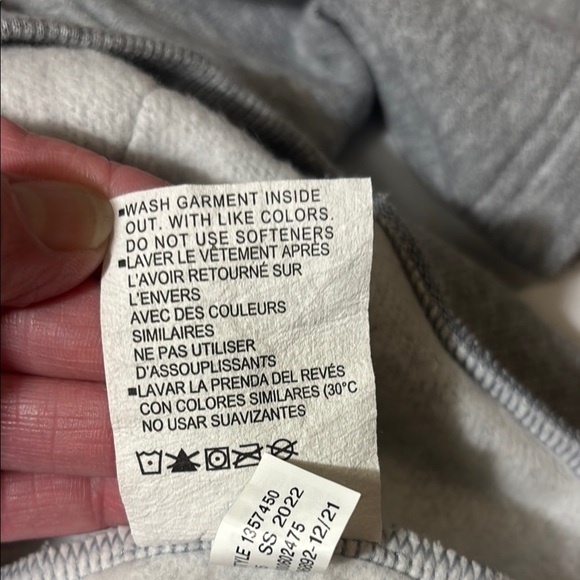 ▪WASH GARMENT INSIDE
OUT. WITH LIKE COLORS.
DO NOT USE SOFTENERS
▪LAVER LE VÊTEMENT APRÈS
L'AVOIR RETOURNÉ SUR
L'ENVERS
AVEC DES COULEURS
SIMILAIRES
NE PAS UTILISER
D'ASSOUPLISSANTS
▪LAVAR LA PRENDA DEL REVÉS
CON COLORES SIMILARES (30°C
NO USAR SUAVIZANTES
1357450
SS 2022